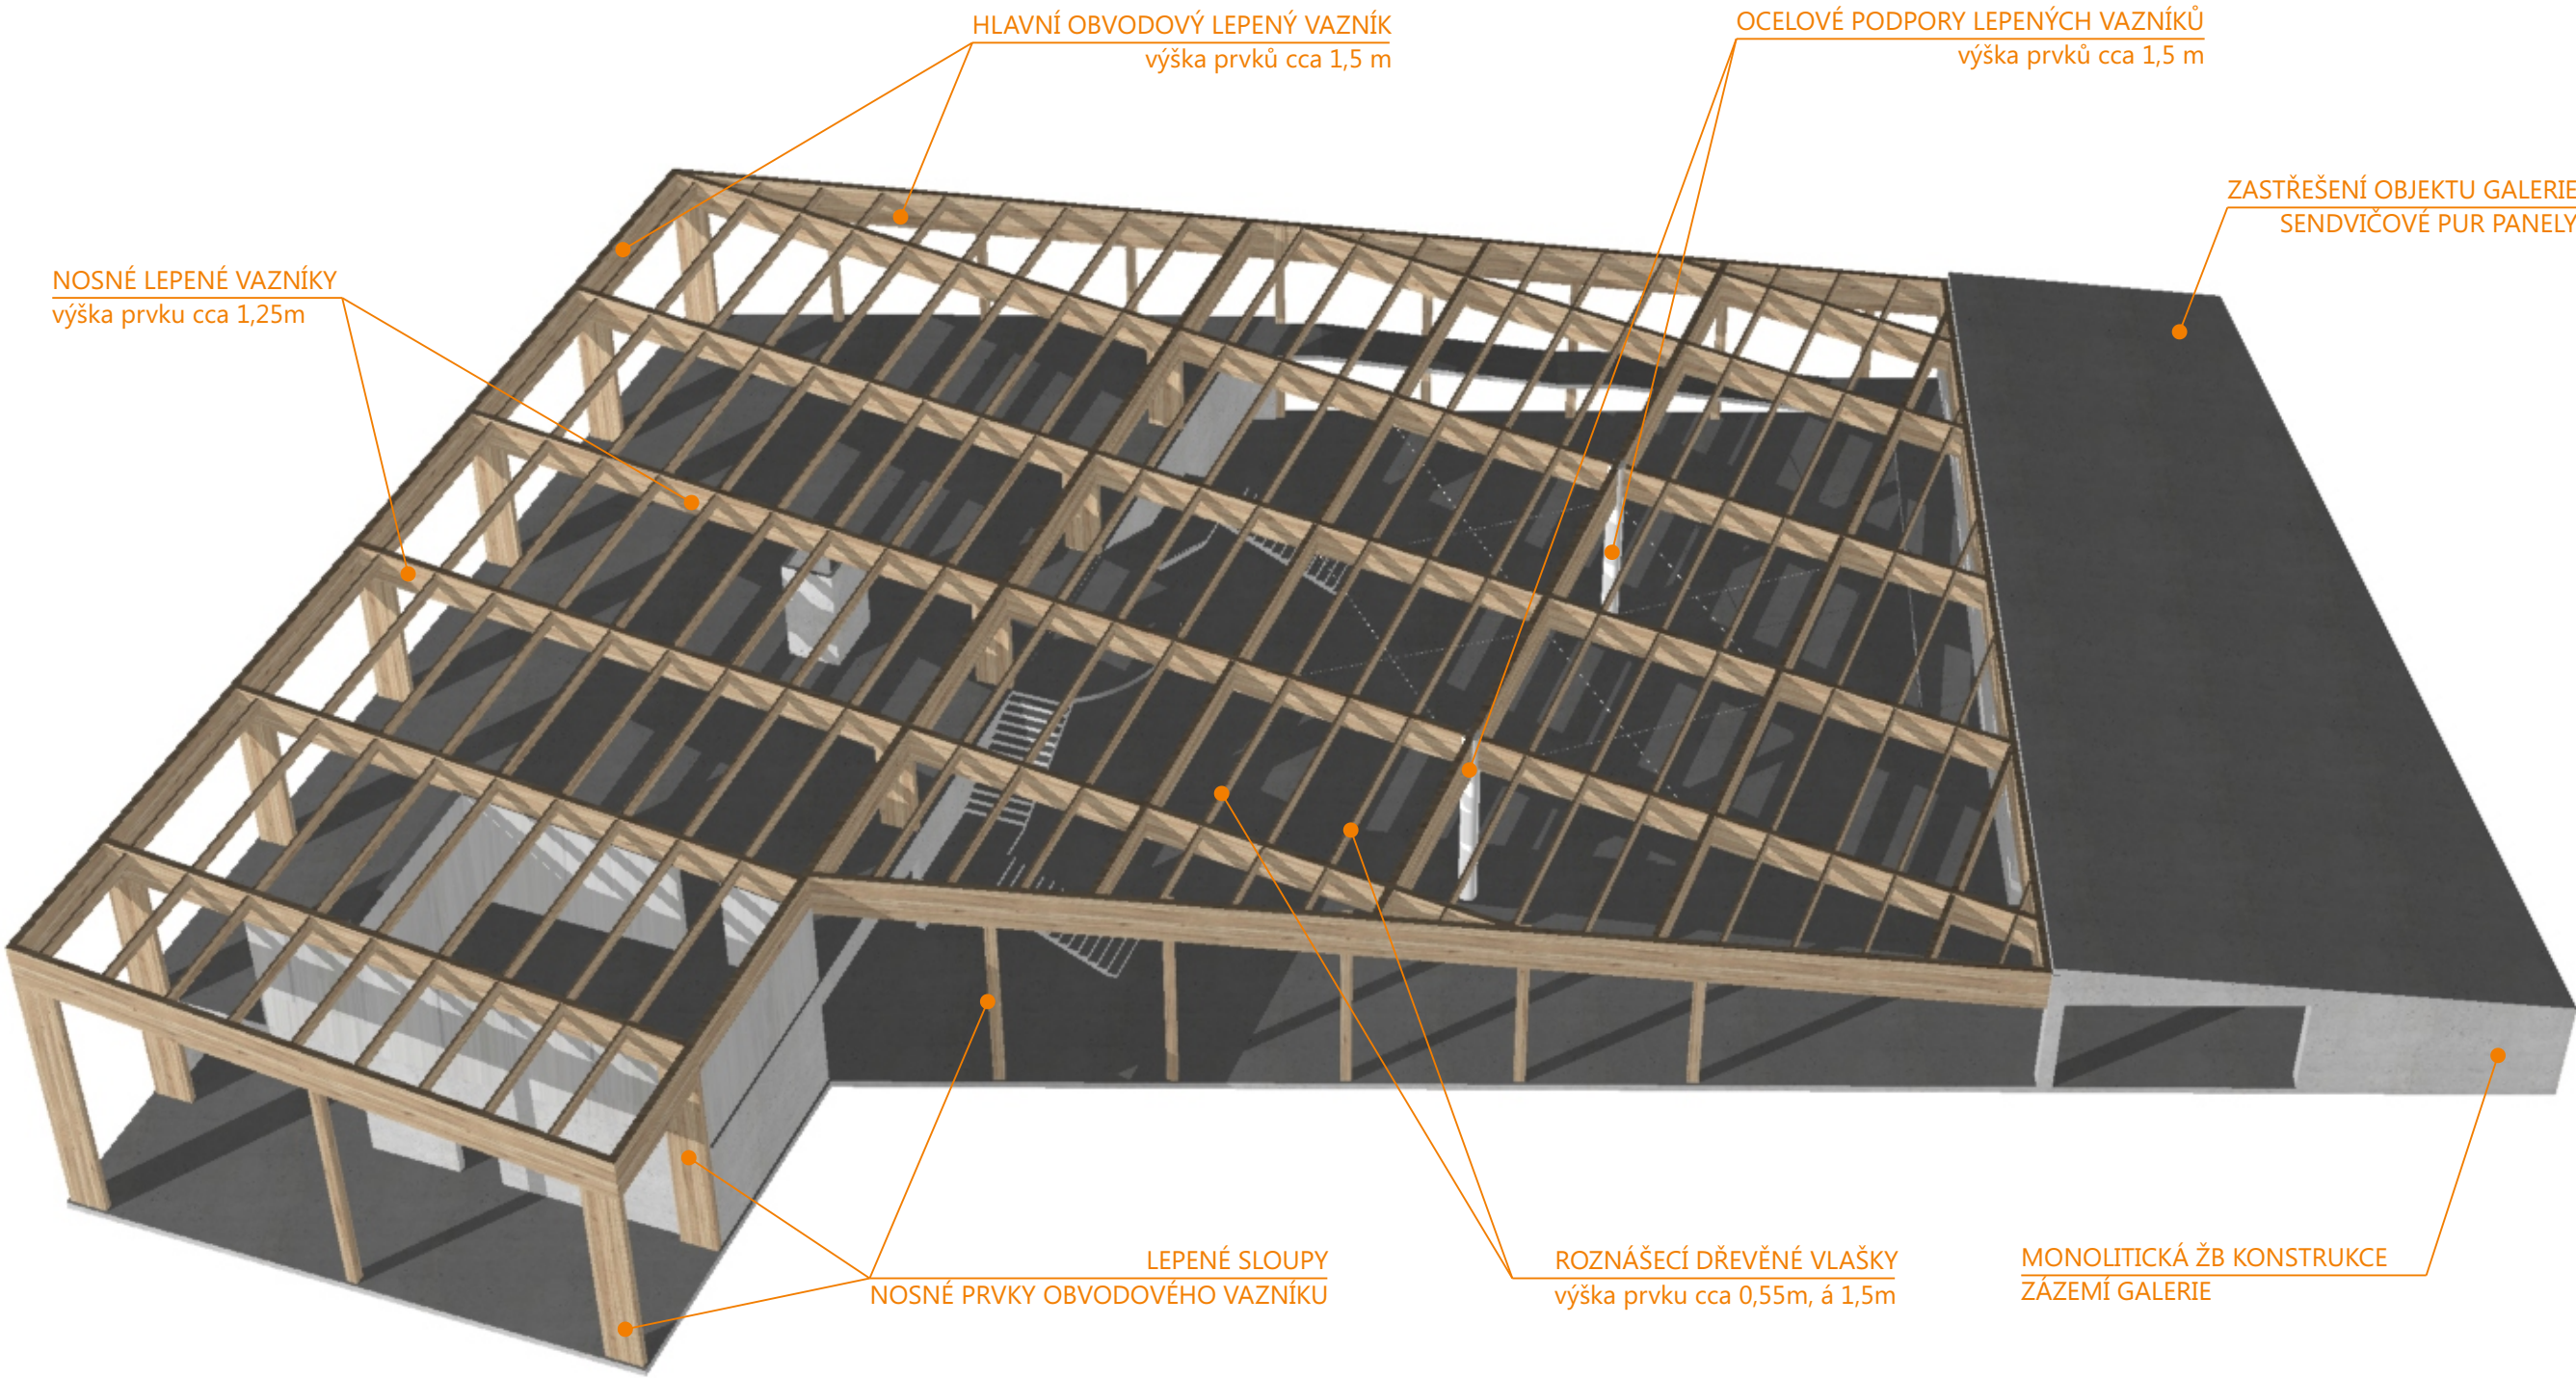 HLAVNÍ OBVODOVÝ LEPENÝ VAZNÍK
výška prvků cca 1,5 m
OCELOVÉ PODPORY LEPENÝCH VAZNÍKŮ
výška prvků cca 1,5 m
ZASTŘEŠENÍ OBJEKTU GALERIE
SENDVIČOVÉ PUR PANELY
NOSNÉ LEPENÉ VAZNÍKY
výška prvku cca 1,25m
LEPENÉ SLOUPY
NOSNÉ PRVKY OBVODOVÉHO VAZNÍKU
ROZNÁŠECÍ DŘEVĚNÉ VLAŠKY
výška prvku cca 0,55m, á 1,5m
MONOLITICKÁ ŽB KONSTRUKCE
ZÁZEMÍ GALERIE